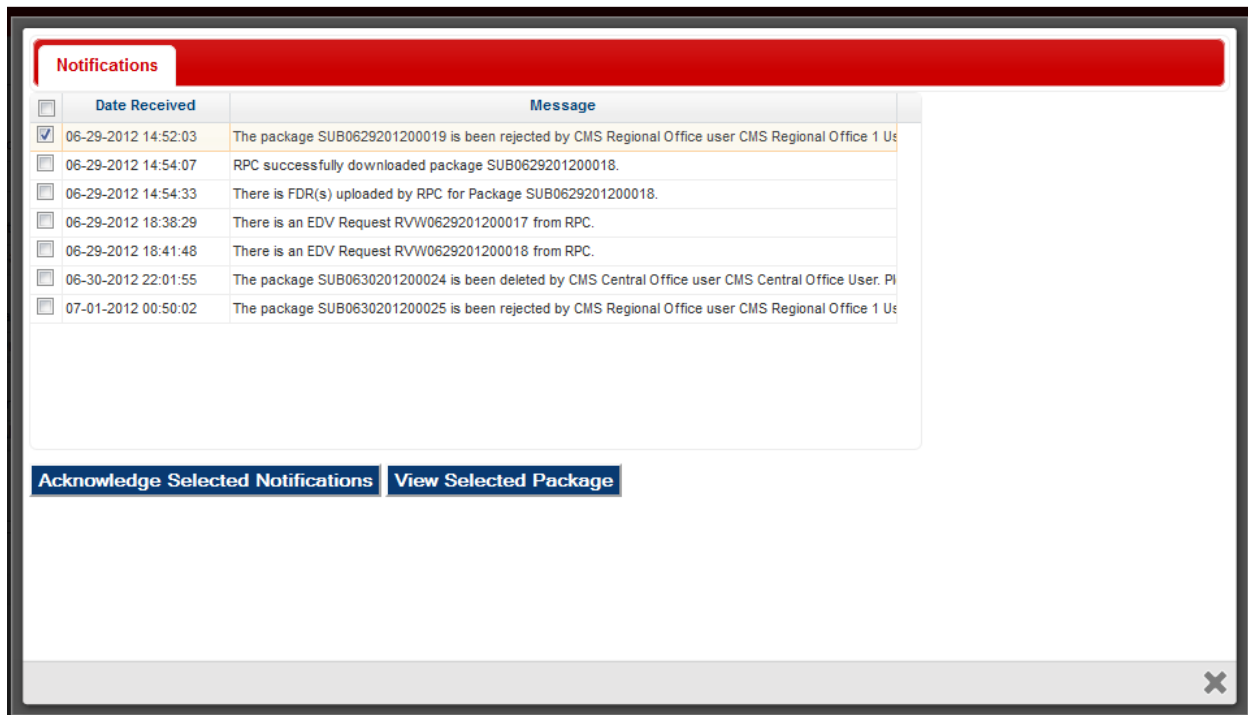 Notifications
Date Received Message
06-29-2012 14:52:03 The package SUB0629201200019 is been rejected by CMS Regional Office user CMS Regional Office 1 Us
06-29-2012 14:54:07 RPC successfully downloaded package SUB0629201200018.
06-29-2012 14:54:33 There is FDR(s) uploaded by RPC for Package SUB0629201200018.
06-29-2012 18:38:29 There is an EDV Request RVW0629201200017 from RPC.
06-29-2012 18:41:48 There is an EDV Request RVW0629201200018 from RPC.
06-30-2012 22:01:55 The package SUB0630201200024 is been deleted by CMS Central Office user CMS Central Office User. Pl
07-01-2012 00:50:02 The package SUB0630201200025 is been rejected by CMS Regional Office user CMS Regional Office 1 Us
Acknowledge Selected Notifications View Selected Package